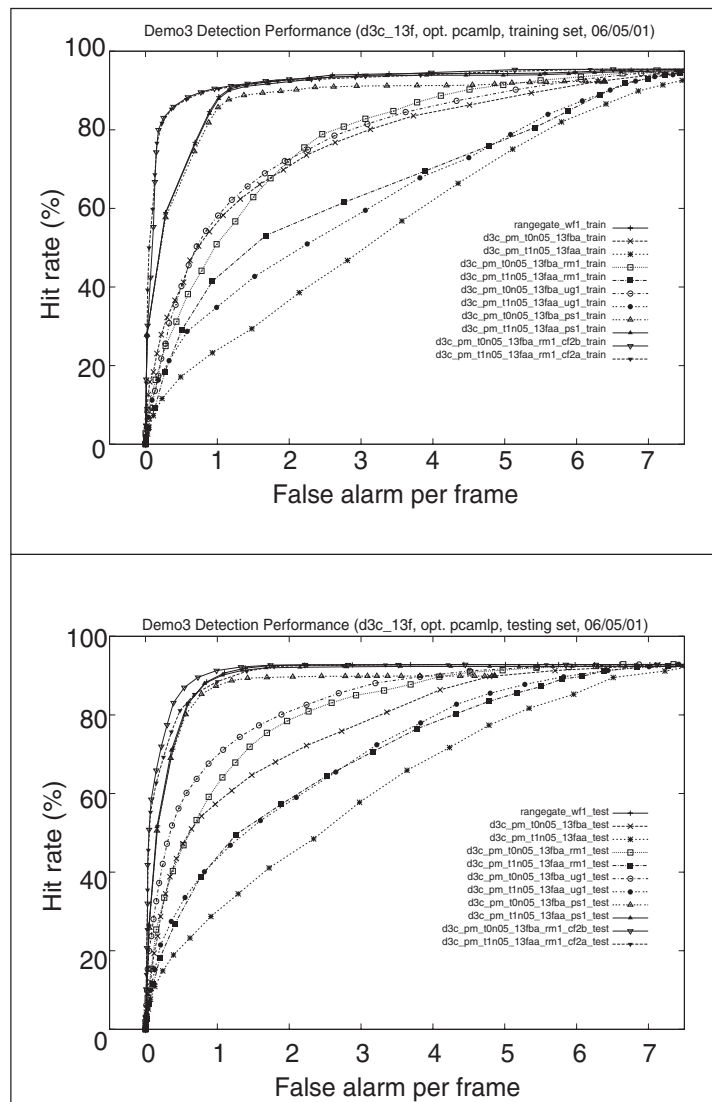 Demo3 Detection Performance (d3c_13f, opt. pcamlp, training set, 06/05/01)
100
80
60
40
20
0
Hit rate (%)
rangegate_wf1_train
d3c_pm_t0n05_13fba_train
d3c_pm_t1n05_13faa_train
d3c_pm_t0n05_13fba_rm1_train
d3c_pm_t1n05_13faa_rm1_train
d3c_pm_t0n05_13fba_ug1_train
d3c_pm_t1n05_13faa_ug1_train
d3c_pm_t0n05_13fba_ps1_train
d3c_pm_t1n05_13faa_ps1_train
d3c_pm_t0n05_13fba_rm1_cf2b_train
d3c_pm_t1n05_13faa_rm1_cf2a_train
0 1 2 3 4 5 6 7
False alarm per frame
Demo3 Detection Performance (d3c_13f, opt. pcamlp, testing set, 06/05/01)
100
80
60
40
20
0
Hit rate (%)
rangegate_wf1_test
d3c_pm_t0n05_13fba_test
d3c_pm_t1n05_13faa_test
d3c_pm_t0n05_13fba_rm1_test
d3c_pm_t1n05_13faa_rm1_test
d3c_pm_t0n05_13fba_ug1_test
d3c_pm_t1n05_13faa_ug1_test
d3c_pm_t0n05_13fba_ps1_test
d3c_pm_t1n05_13faa_ps1_test
d3c_pm_t0n05_13fba_rm1_cf2b_test
d3c_pm_t1n05_13faa_rm1_cf2a_test
0 1 2 3 4 5 6 7
False alarm per frame